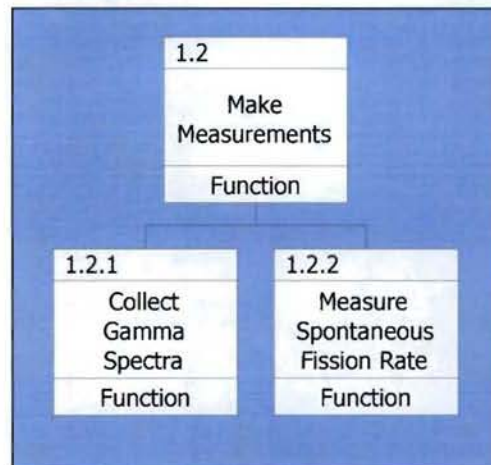 1.2
Make
Measurements
Function
1.2.1
Collect
Gamma
Spectra
Function
1.2.2
Measure
Spontaneous
Fission Rate
Function